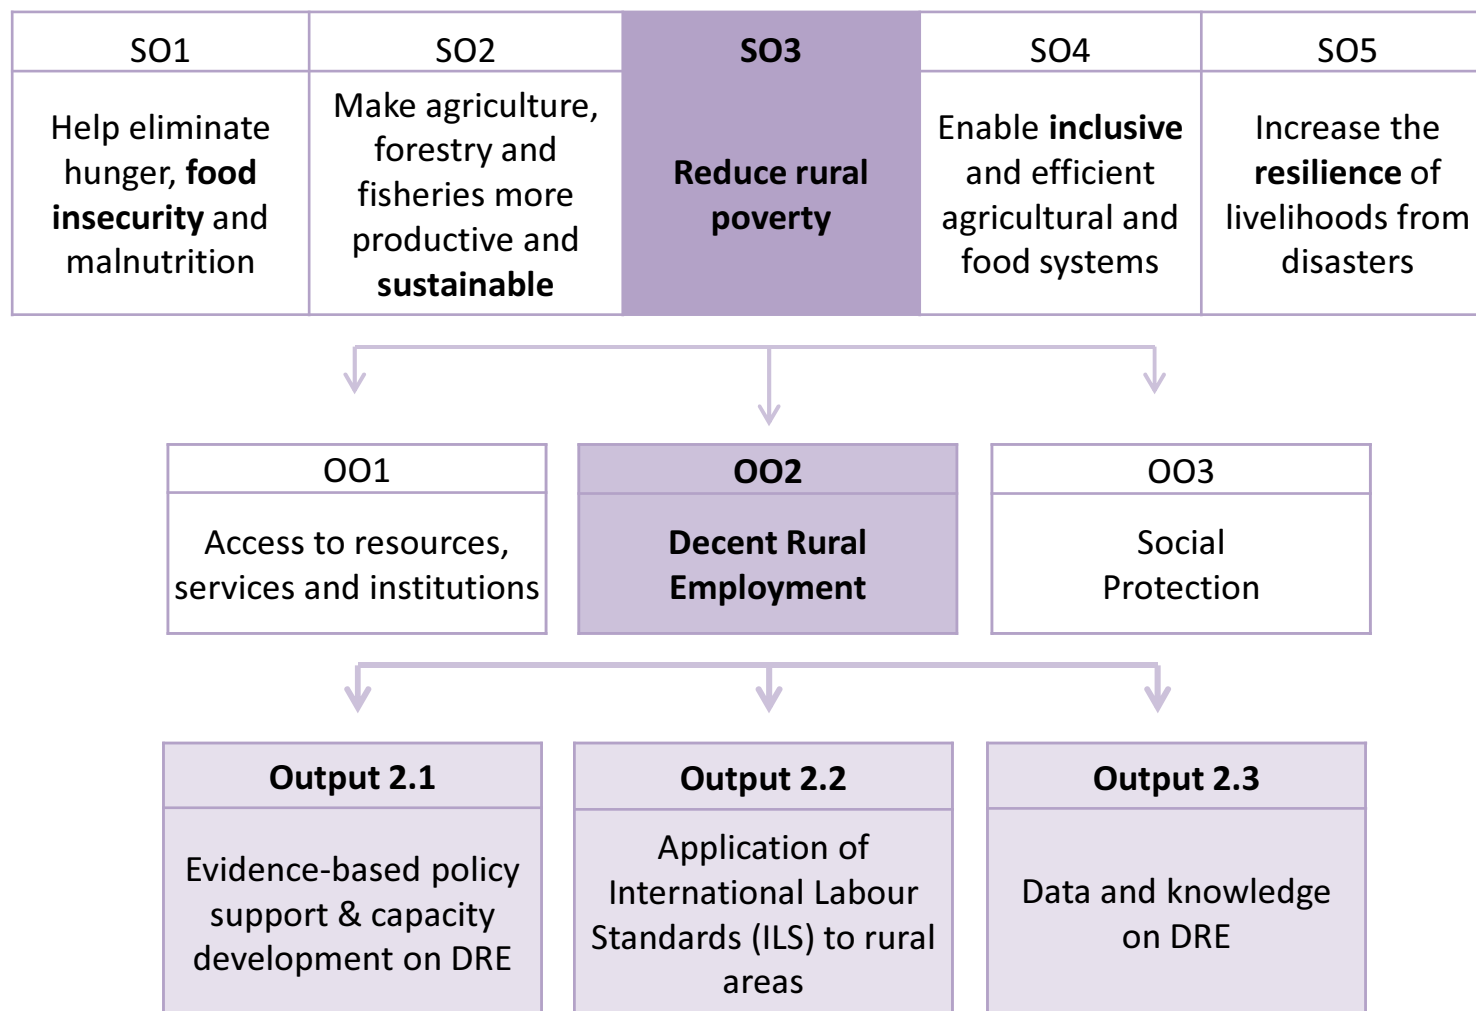 SO1
SO2
SO3
SO4
SO5
Help eliminate
hunger, food
insecurity and
malnutrition
Make agriculture,
forestry and
fisheries more
productive and
sustainable
Reduce rural
poverty
Enable inclusive
and efficient
agricultural and
food systems
Increase the
resilience of
livelihoods from
disasters
OO1
Access to resources,
services and institutions
OO2
Decent Rural
Employment
OO3
Social
Protection
Output 2.1
Evidence-based policy
support & capacity
development on DRE
Output 2.2
Application of
International Labour
Standards (ILS) to rural
areas
Output 2.3
Data and knowledge
on DRE